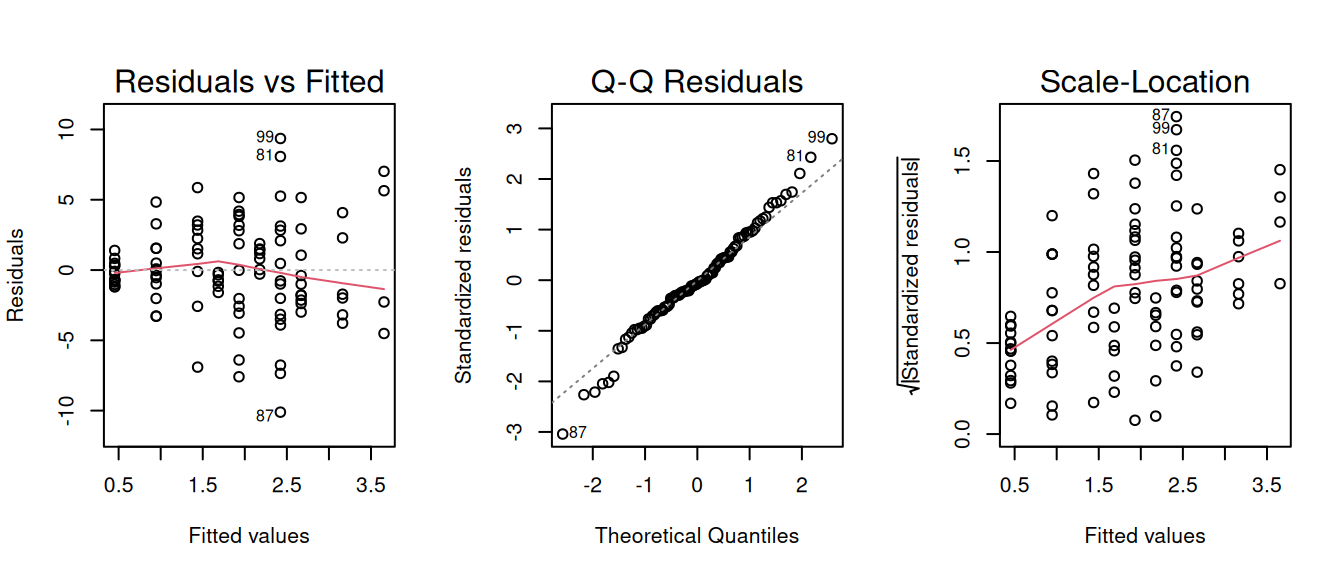 Residuals vs Fitted
10
5
0
-5
-10
Residuals
99
81
87
0.5 1.5 2.5 3.5
Fitted values
Q-Q Residuals
3
2
1
0
-1
-2
-3
Standardized residuals
99
81
87
-2 -1 0 1 2
Theoretical Quantiles
Scale-Location
1.5
1.0
0.5
0.0
√|Standardized residuals|
87
99
81
0.5 1.5 2.5 3.5
Fitted values